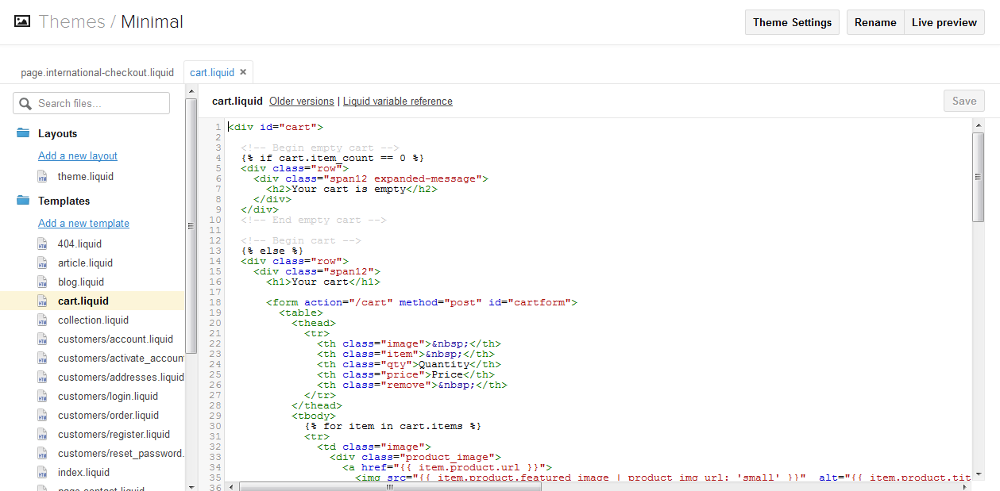 Themes / Minimal
Theme Settings
Rename
Live preview
page.international-checkout.liquid
cart.liquid ×
Search files...
Layouts
Add a new layout
theme.liquid
Templates
Add a new template
404.liquid
article.liquid
blog.liquid
cart.liquid
collection.liquid
customers/account.liquid
customers/activate_account
customers/addresses.liquid
customers/login.liquid
customers/order.liquid
customers/register.liquid
customers/reset_password.
index.liquid
page.contact.liquid
cart.liquid Older versions | Liquid variable reference
Save
1 <div id="cart">
2
3 <!-- Begin empty cart -->
4 {% if cart.item_count == 0 %}
5 <div class="row">
6 <div class="span12 expanded-message">
7 <h2>Your cart is empty</h2>
8 </div>
9 </div>
10 <!-- End empty cart -->
11
12 <!-- Begin cart -->
13 {% else %}
14 <div class="row">
15 <div class="span12">
16 <h1>Your cart</h1>
17
18 <form action="/cart" method="post" id="cartform">
19 <table>
20 <thead>
21 <tr>
22 <th class="image">&nbsp;</th>
23 <th class="item">&nbsp;</th>
24 <th class="qty">Quantity</th>
25 <th class="price">Price</th>
26 <th class="remove">&nbsp;</th>
27 </tr>
28 </thead>
29 <tbody>
30 {% for item in cart.items %}
31 <tr>
32 <td class="image">
33 <div class="product_image">
34 <a href="{{ item.product.url }}">
35 <img src="{{ item.product.featured_image | product_img_url: 'small' }}" alt="{{ item.product.tit
36